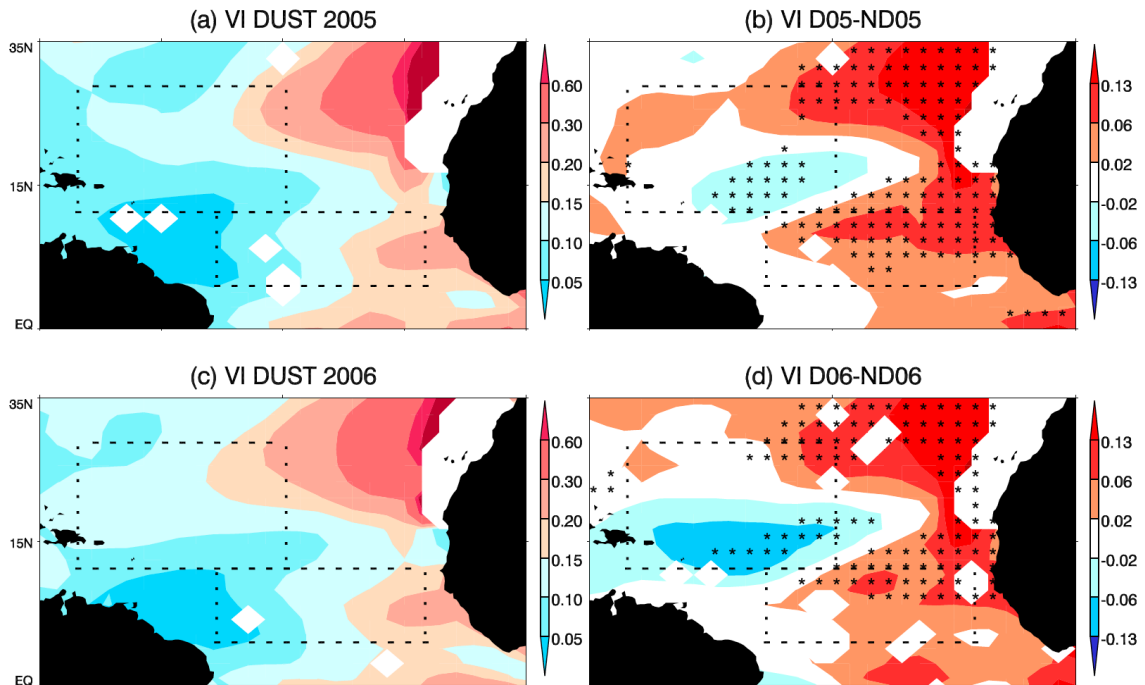 (a) VI DUST 2005
(b) VI D05-ND05
35N
15N
EQ
0.60
0.30
0.20
0.15
0.10
0.05
0.13
0.06
0.02
-0.02
-0.06
-0.13
(c) VI DUST 2006
(d) VI D06-ND06
35N
15N
EQ
0.60
0.30
0.20
0.15
0.10
0.05
0.13
0.06
0.02
-0.02
-0.06
-0.13